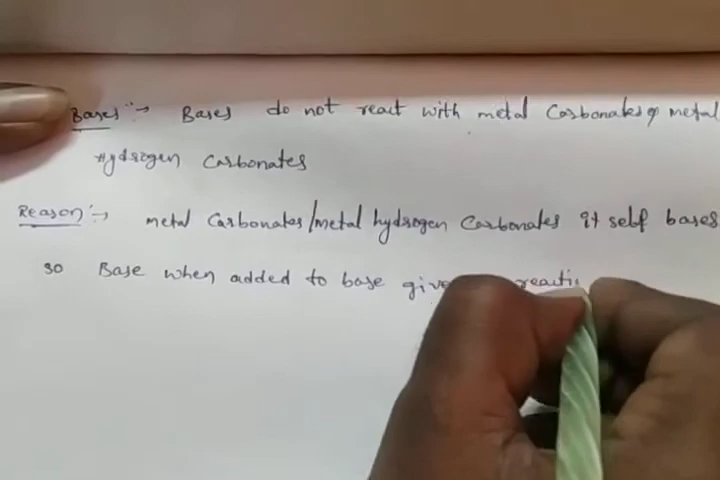 Bases :→ Bases do not react with metal Carbonates & metal
Hydrogen Carbonates
Reason :→ metal Carbonates/metal hydrogen Carbonates it self bases
so Base when added to base give reacti